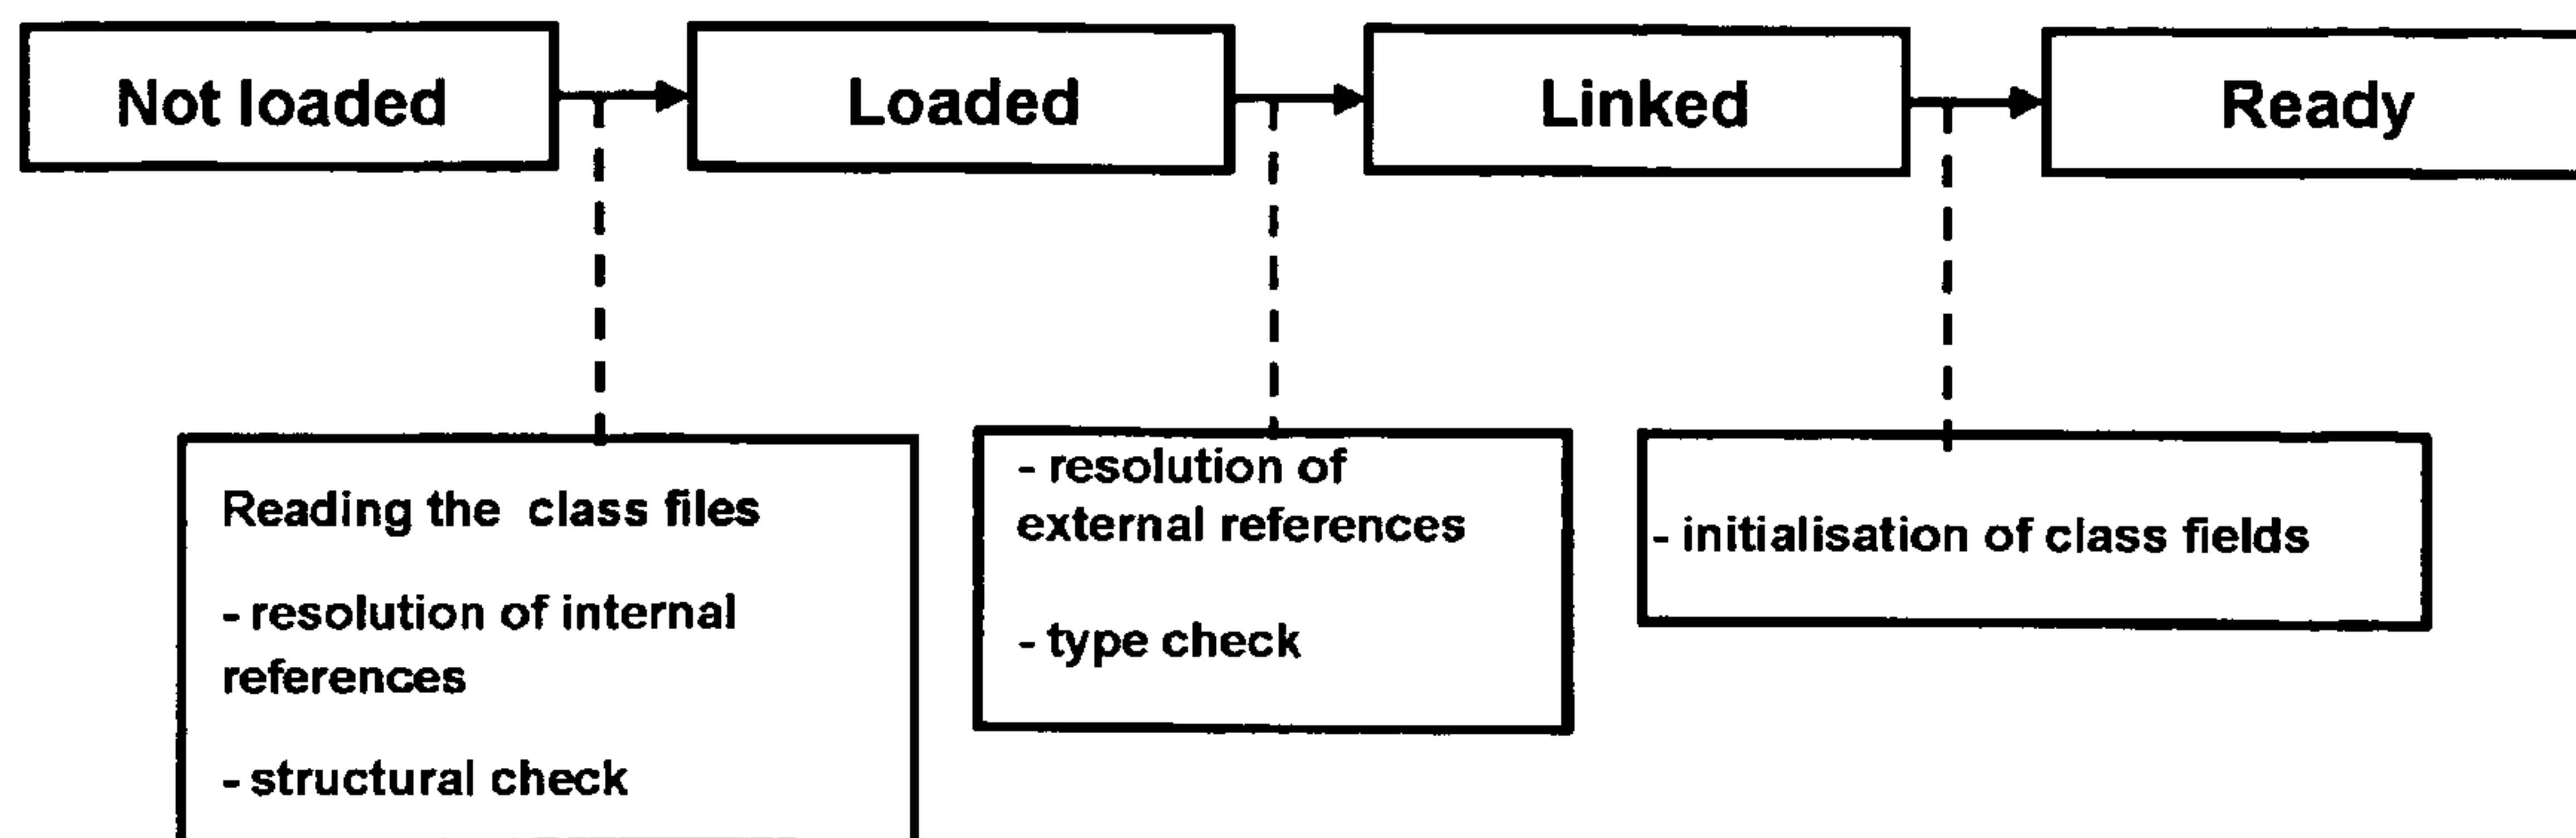 Not loaded
Loaded
Linked
Ready
Reading the class files
- resolution of internal
references
- structural check
- resolution of
external references
- type check
- initialisation of class fields